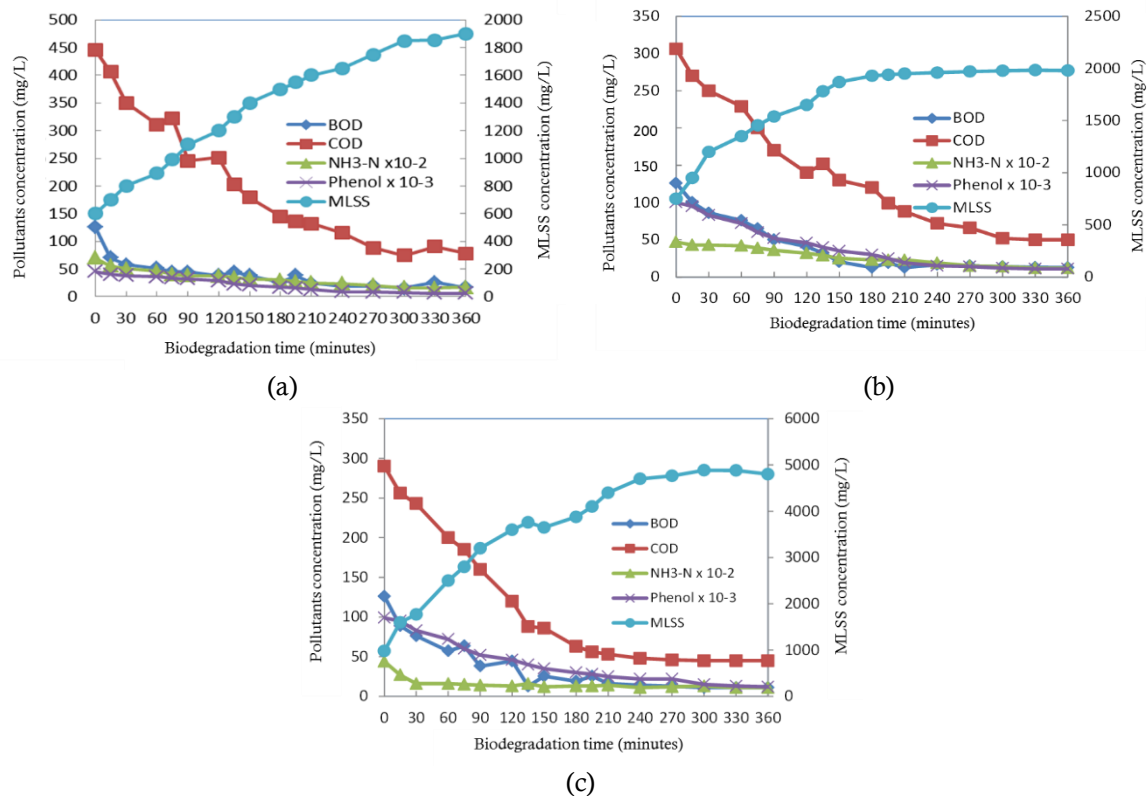 500
450
400
350
300
250
200
150
100
50
0
Pollutants concentration (mg/L)
2000
1800
1600
1400
1200
1000
800
600
400
200
0
MLSS concentration (mg/L)
BOD
COD
NH3-N x10-2
Phenol x 10-3
MLSS
0 30 60 90 120 150 180 210 240 270 300 330 360
Biodegradation time (minutes)
(a)
350
300
250
200
150
100
50
0
Pollutants concentration (mg/L)
2500
2000
1500
1000
500
0
MLSS concentration (mg/L)
BOD
COD
NH3-N x10-2
Phenol x 10-3
MLSS
0 30 60 90 120 150 180 210 240 270 300 330 360
Biodegradation time (minutes)
(b)
350
300
250
200
150
100
50
0
Pollutants concentration (mg/L)
6000
5000
4000
3000
2000
1000
0
MLSS concentration (mg/L)
BOD
COD
NH3-N x 10-2
Phenol x 10-3
MLSS
0 30 60 90 120 150 180 210 240 270 300 330 360
Biodegradation time (minutes)
(c)